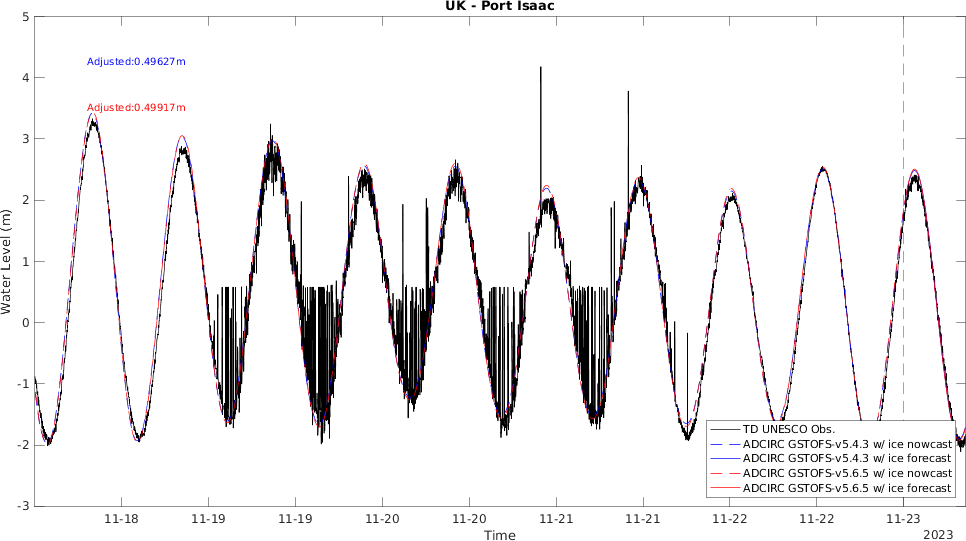 UK - Port Isaac
Water Level (m)
5
4
3
2
1
0
-1
-2
-3
Adjusted:0.49627m
Adjusted:0.49917m
TD UNESCO Obs.
ADCIRC GSTOFS-v5.4.3 w/ ice nowcast
ADCIRC GSTOFS-v5.4.3 w/ ice forecast
ADCIRC GSTOFS-v5.6.5 w/ ice nowcast
ADCIRC GSTOFS-v5.6.5 w/ ice forecast
11-18 11-19 11-19 11-20 11-20 11-21 11-21 11-22 11-22 11-23
Time
2023